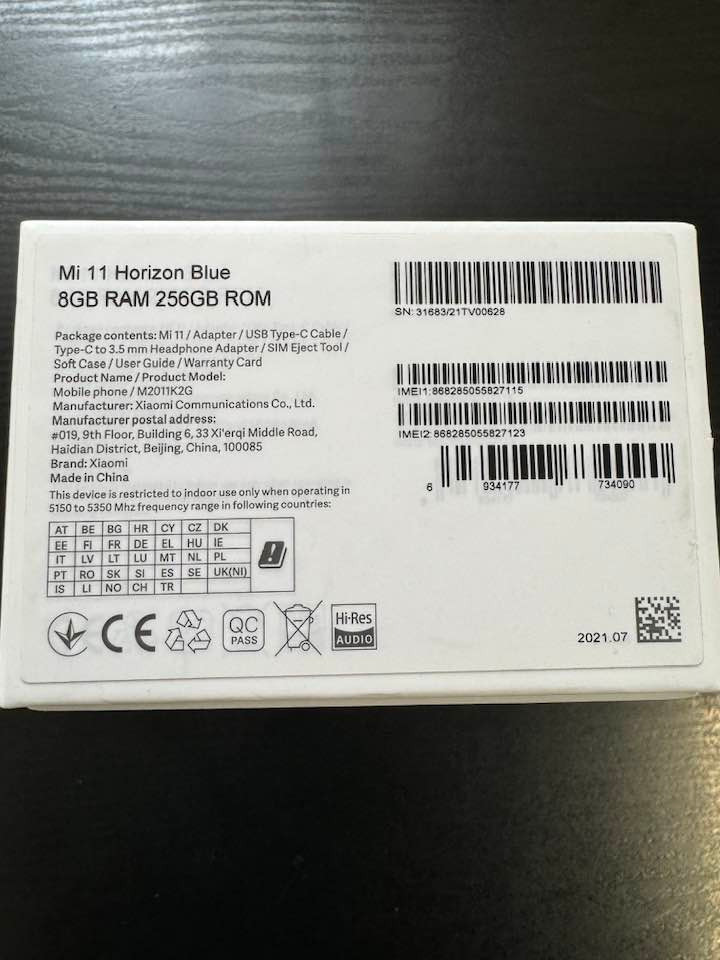 Mi 11 Horizon Blue
8GB RAM 256GB ROM
Package contents: Mi 11 / Adapter / USB Type-C Cable /
Type-C to 3.5 mm Headphone Adapter / SIM Eject Tool /
Soft Case / User Guide / Warranty Card
Product Name / Product Model:
Mobile phone / M2011K2G
Manufacturer: Xiaomi Communications Co., Ltd.
Manufacturer postal address:
#019, 9th Floor, Building 6, 33 Xi'erqi Middle Road,
Haidian District, Beijing, China, 100085
Brand: Xiaomi
Made in China
This device is restricted to indoor use only when operating in
5150 to 5350 Mhz frequency range in following countries:
AT BE BG HR CY CZ DK
EE FI FR DE EL HU IE
IT LV LT LU MT NL PL
PT RO SK SI ES SE UK(NI)
IS LI NO CH TR
CE
QC
PASS
Hi-Res
AUDIO
SN: 31683/21TV00628
IMEI1:868285055827115
IMEI2:868285055827123
6 934177 734090
2021.07